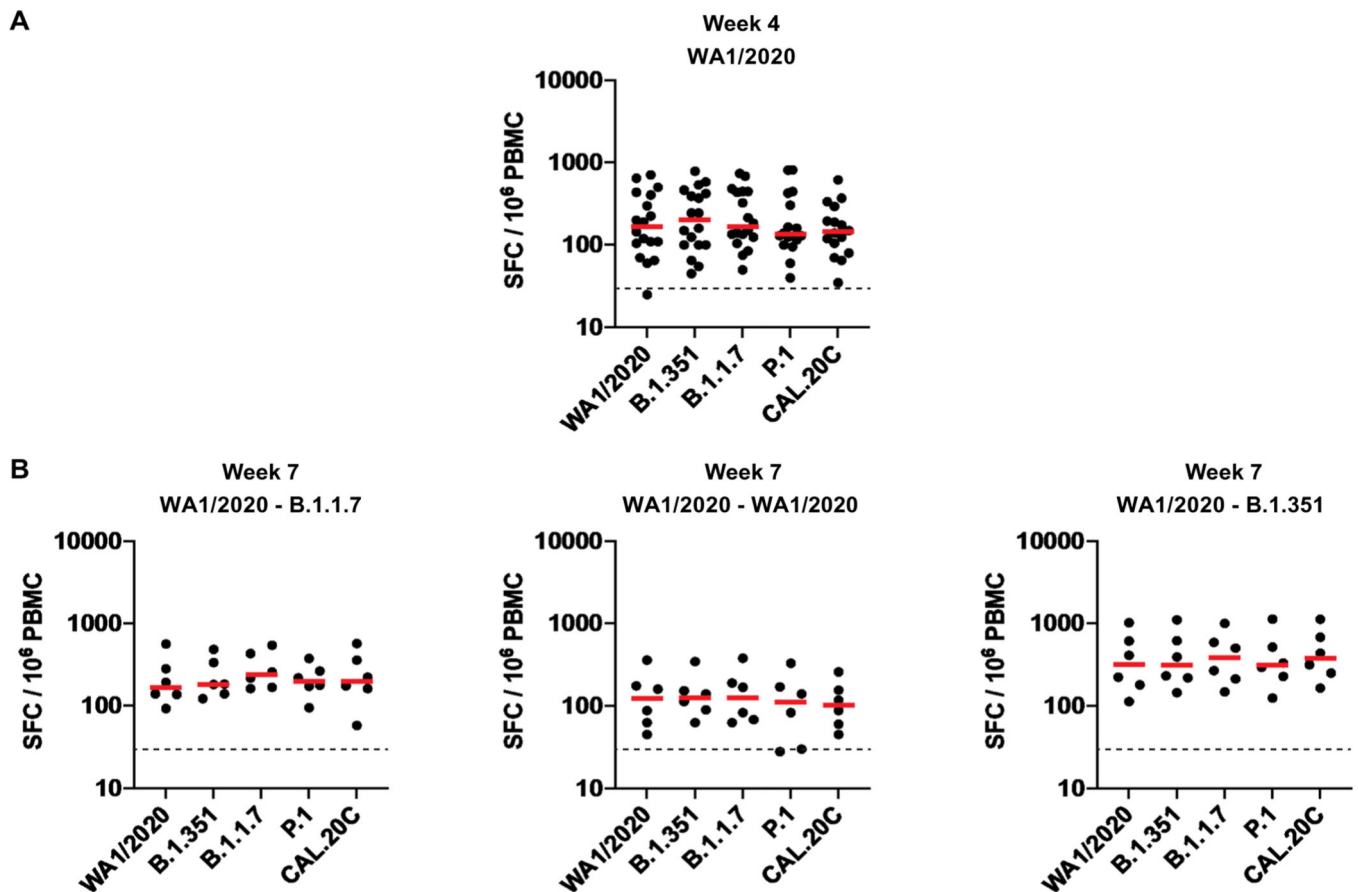 A
Week 4
WA1/2020
SFC / 10⁶ PBMC
10000
1000
100
10
WA1/2020
B.1.351
B.1.1.7
P.1
CAL.20C
B
Week 7
WA1/2020 - B.1.1.7
SFC / 10⁶ PBMC
10000
1000
100
10
WA1/2020
B.1.351
B.1.1.7
P.1
CAL.20C
Week 7
WA1/2020 - WA1/2020
SFC / 10⁶ PBMC
10000
1000
100
10
WA1/2020
B.1.351
B.1.1.7
P.1
CAL.20C
Week 7
WA1/2020 - B.1.351
SFC / 10⁶ PBMC
10000
1000
100
10
WA1/2020
B.1.351
B.1.1.7
P.1
CAL.20C